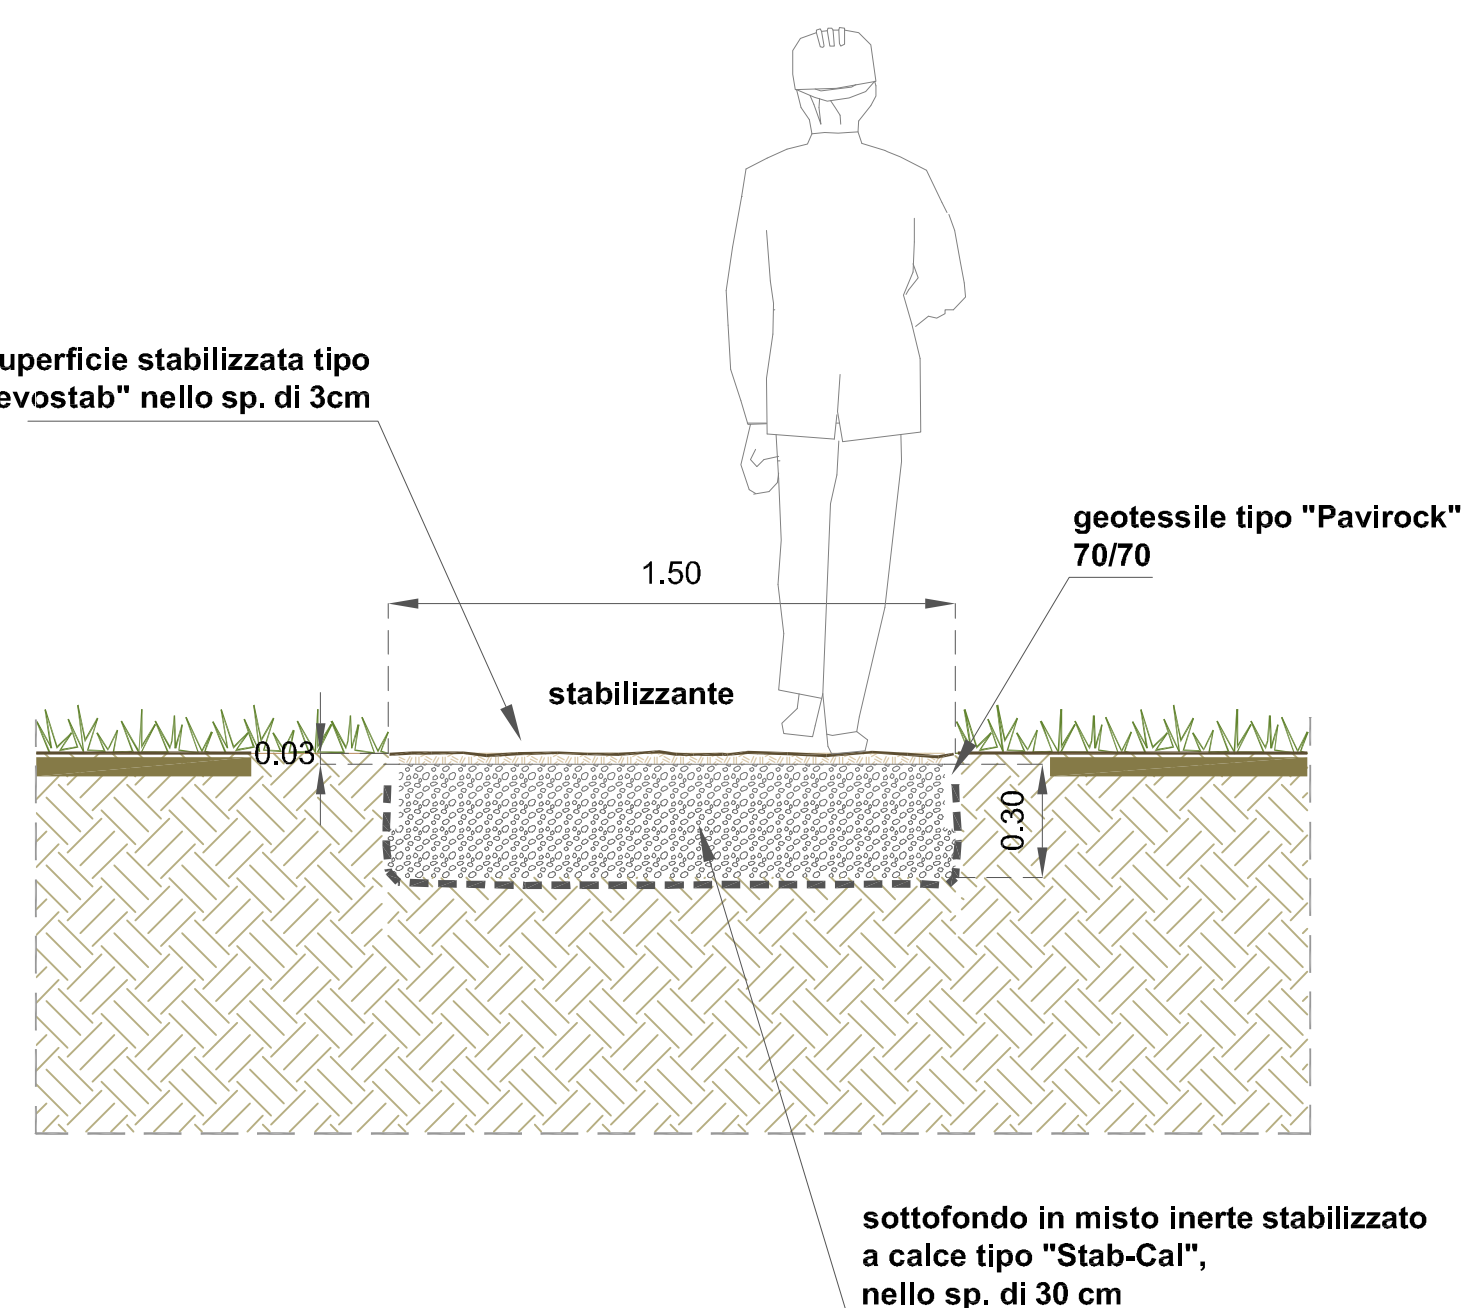 uperficie stabilizzata tipo
evostab" nello sp. di 3cm
geotessile tipo "Pavirock"
70/70
1.50
stabilizzante
0.03
0.30
sottofondo in misto inerte stabilizzato
a calce tipo "Stab-Cal",
nello sp. di 30 cm